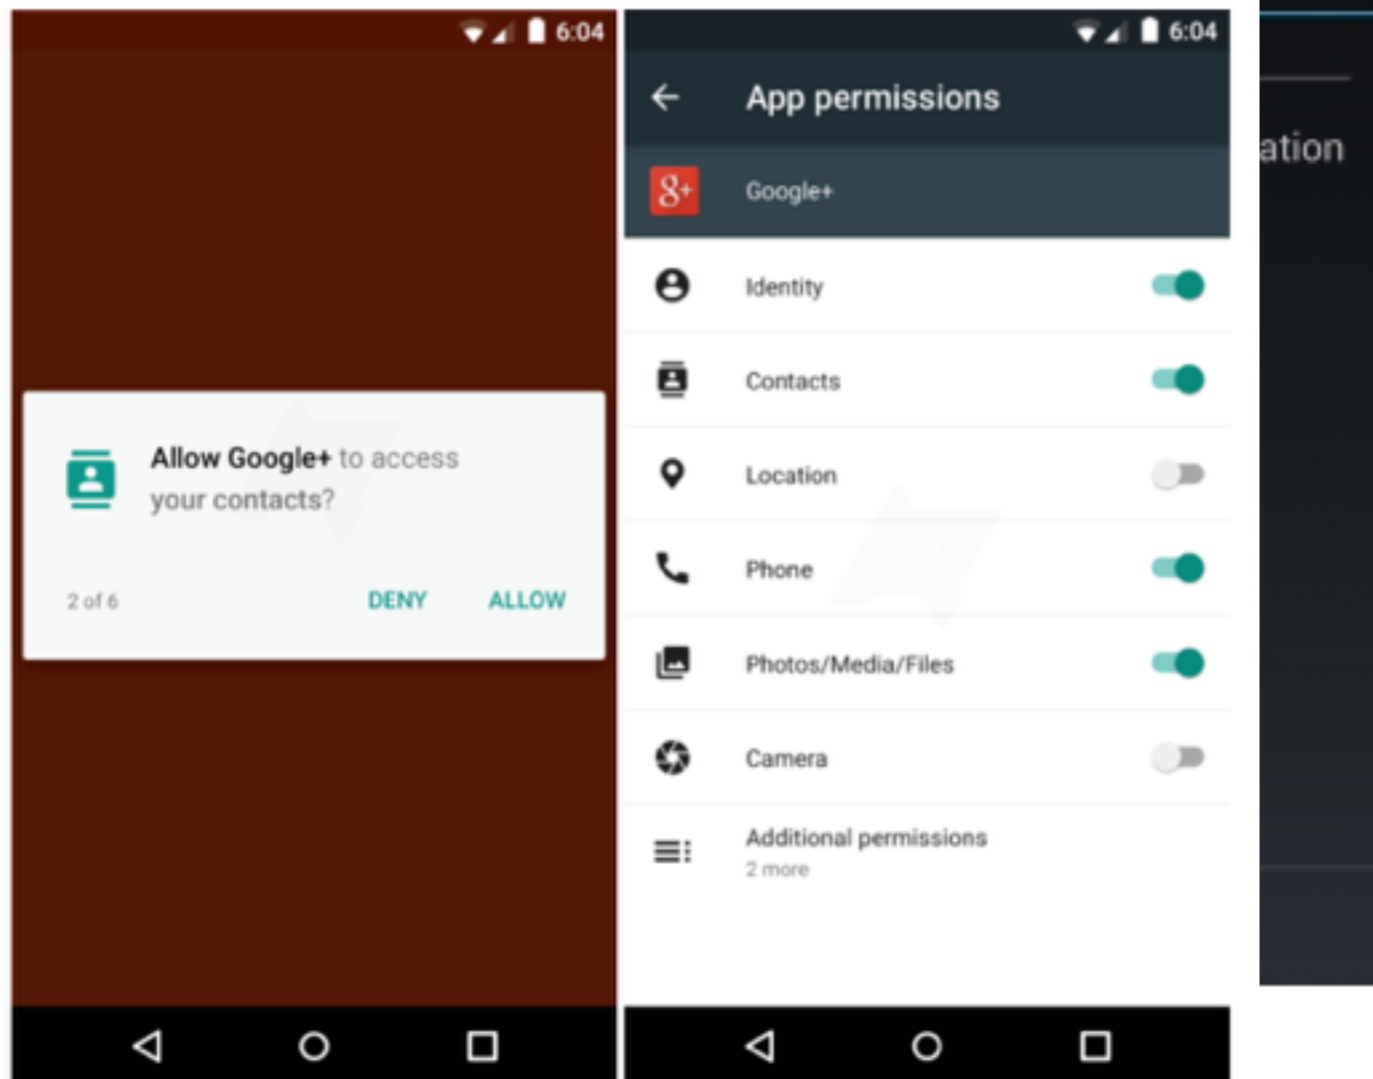 6:04
Allow Google+ to access
your contacts?
2 of 6
DENY
ALLOW
6:04
App permissions
8+
Google+
Identity
Contacts
Location
Phone
Photos/Media/Files
Camera
Additional permissions
2 more
ation